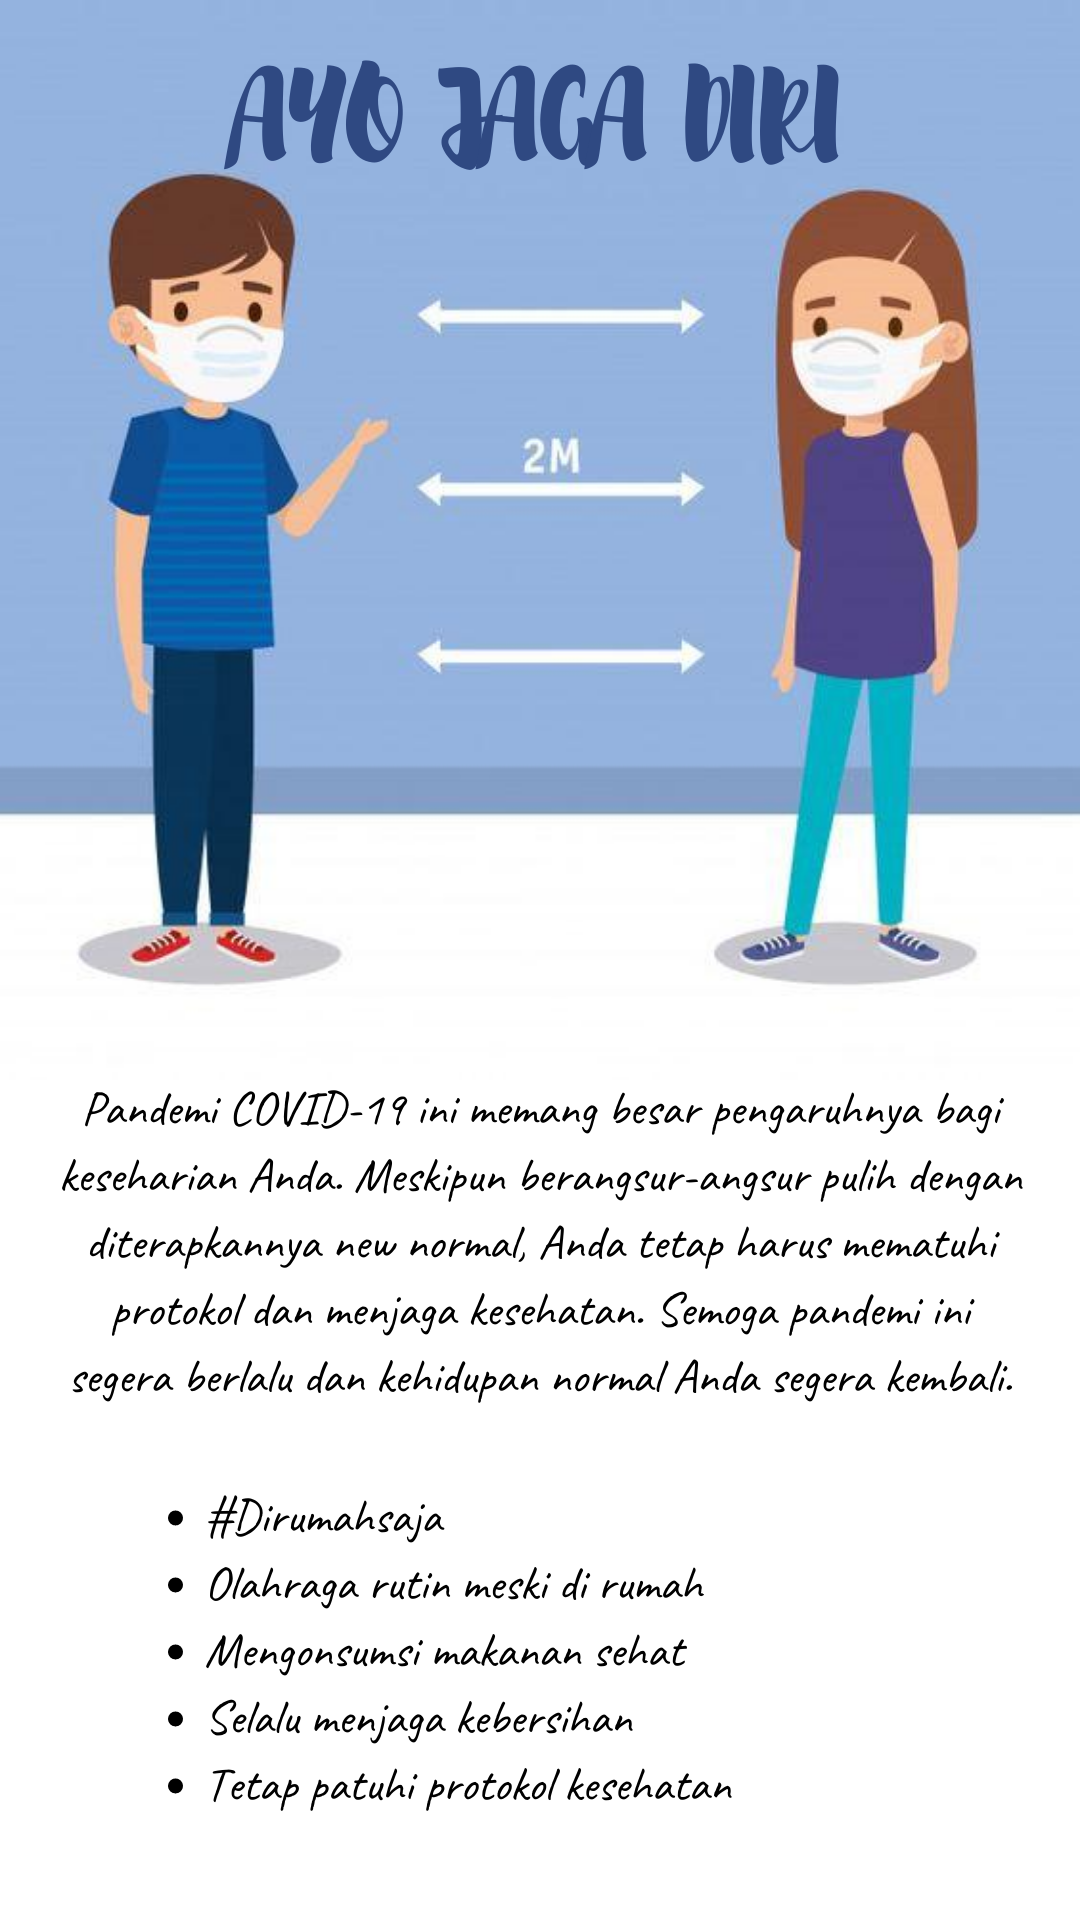 AYO JAGA DIRI
2M
Pandemi COVID-19 ini memang besar pengaruhnya bagi
keseharian Anda. Meskipun berangsur-angsur pulih dengan
diterapkannya new normal, Anda tetap harus mematuhi
protokol dan menjaga kesehatan. Semoga pandemi ini
segera berlalu dan kehidupan normal Anda segera kembali.
• #Dirumahsaja
• Olahraga rutin meski di rumah
• Mengonsumsi makanan sehat
• Selalu menjaga kebersihan
• Tetap patuhi protokol kesehatan